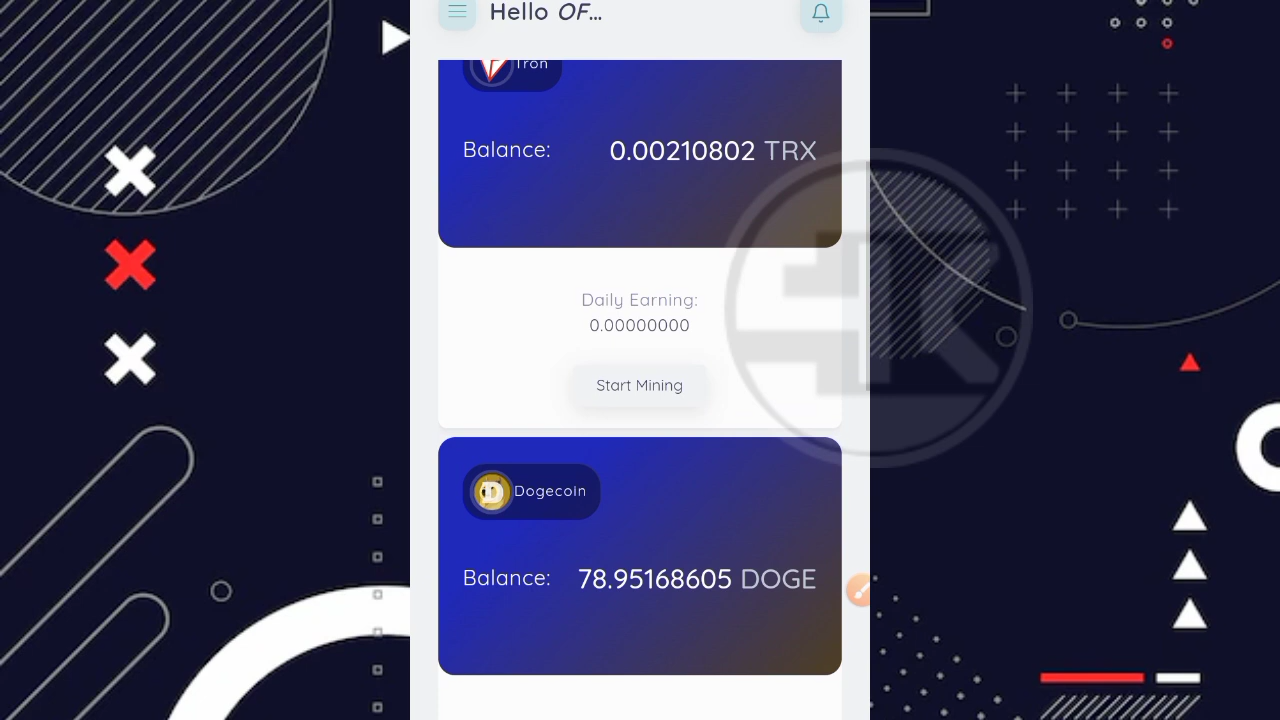 Hello OF...
Tron
Balance: 0.00210802 TRX
Daily Earning:
0.00000000
Start Mining
Dogecoin
Balance: 78.95168605 DOGE